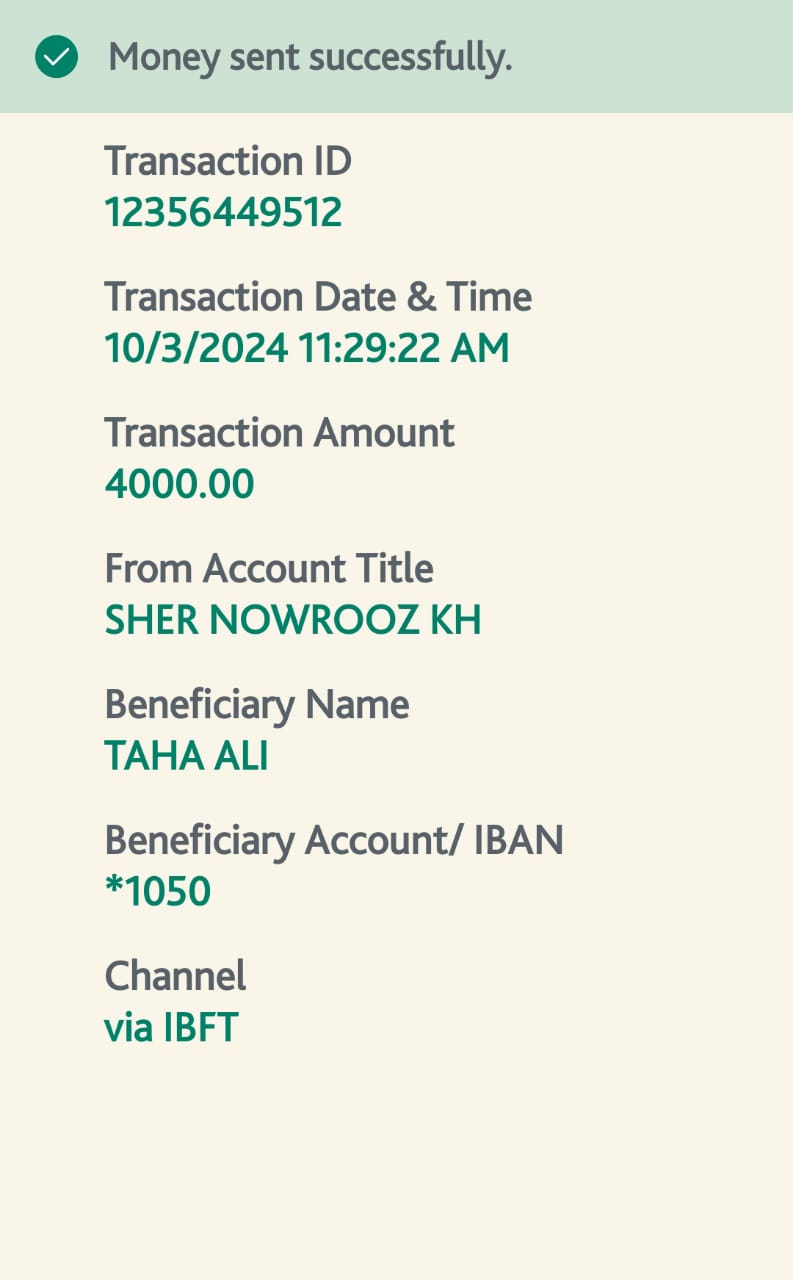 Money sent successfully.
Transaction ID
12356449512
Transaction Date & Time
10/3/2024 11:29:22 AM
Transaction Amount
4000.00
From Account Title
SHER NOWROOZ KH
Beneficiary Name
TAHA ALI
Beneficiary Account/ IBAN
*1050
Channel
via IBFT